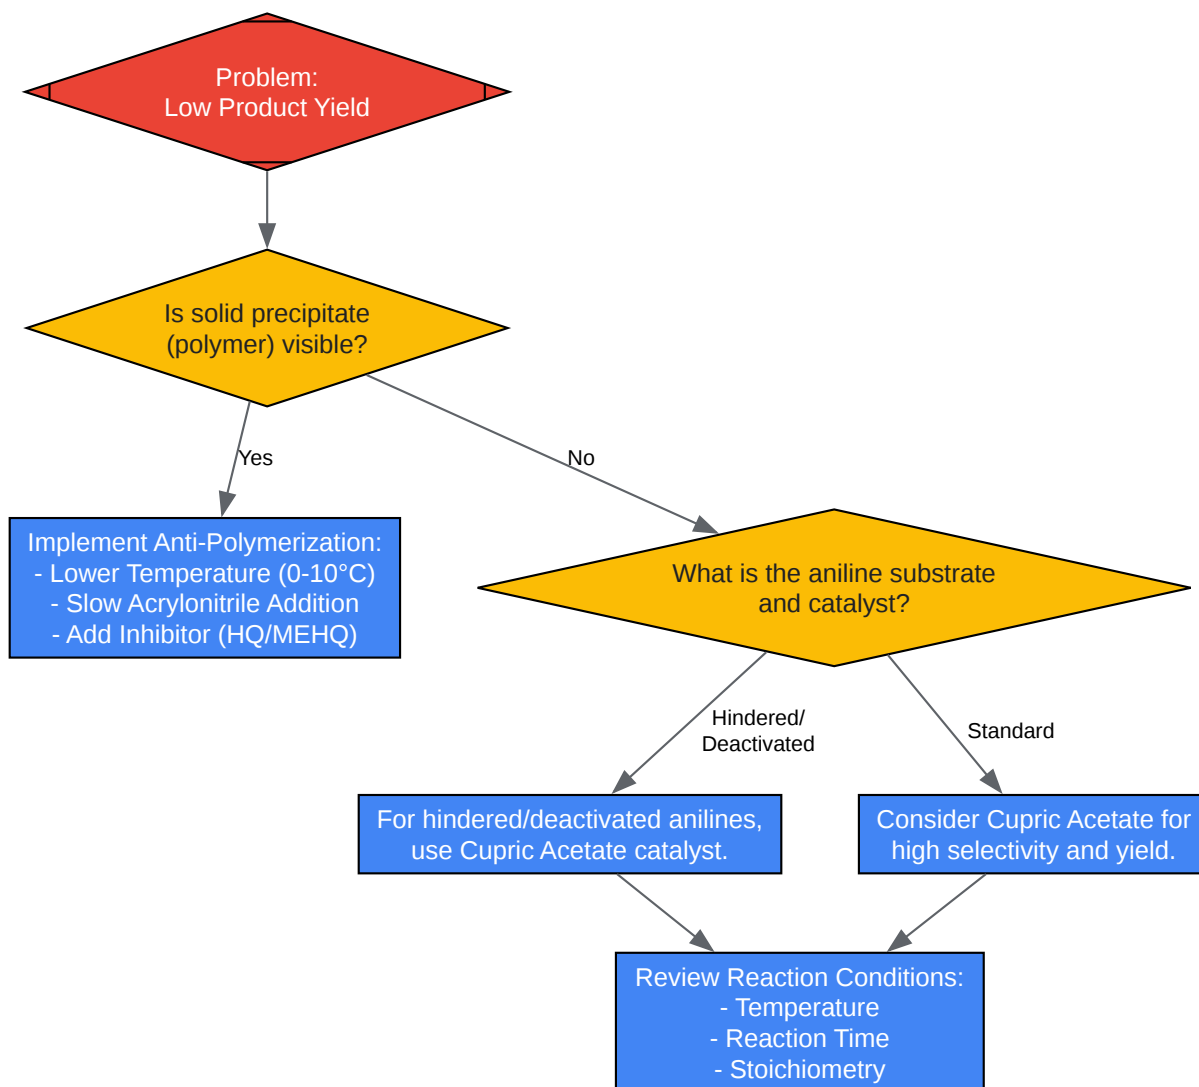 Problem:
Low Product Yield
Is solid precipitate
(polymer) visible?
Yes
No
Implement Anti-Polymerization:
- Lower Temperature (0-10°C)
- Slow Acrylonitrile Addition
- Add Inhibitor (HQ/MEHQ)
What is the aniline substrate
and catalyst?
Hindered/
Deactivated
Standard
For hindered/deactivated anilines,
use Cupric Acetate catalyst.
Consider Cupric Acetate for
high selectivity and yield.
Review Reaction Conditions:
- Temperature
- Reaction Time
- Stoichiometry